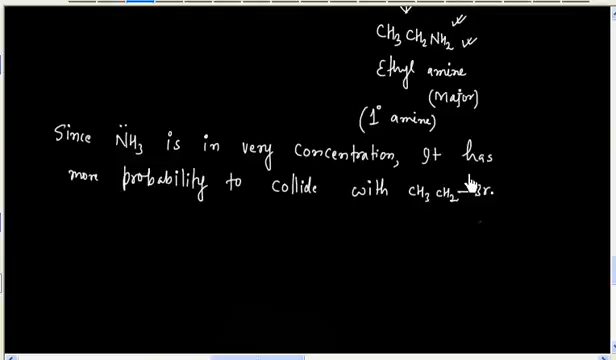 CH3 CH2 NH2
Ethyl amine
(Major)
(1° amine)
Since N̈H3 is in very concentration, It has
more probability to collide with CH3 CH2 — Br.